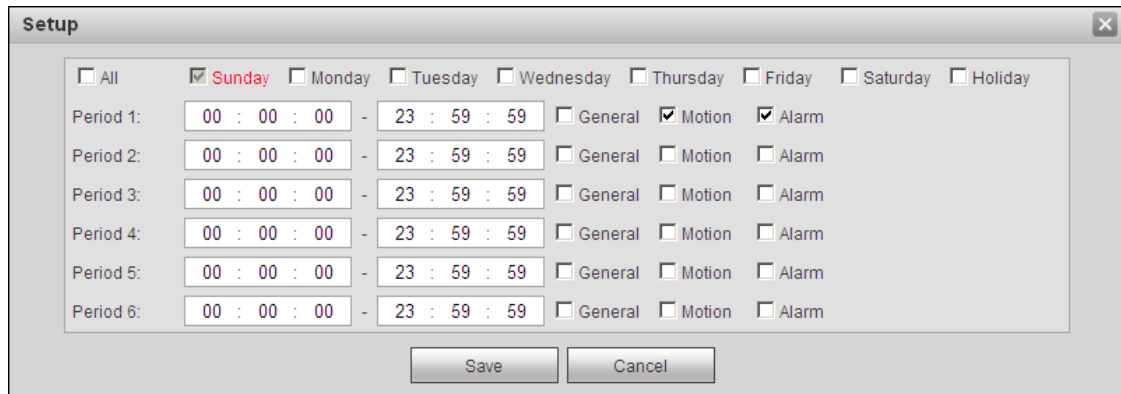 Setup
All Sunday Monday Tuesday Wednesday Thursday Friday Saturday Holiday
Period 1: 00 : 00 : 00 - 23 : 59 : 59 General Motion Alarm
Period 2: 00 : 00 : 00 - 23 : 59 : 59 General Motion Alarm
Period 3: 00 : 00 : 00 - 23 : 59 : 59 General Motion Alarm
Period 4: 00 : 00 : 00 - 23 : 59 : 59 General Motion Alarm
Period 5: 00 : 00 : 00 - 23 : 59 : 59 General Motion Alarm
Period 6: 00 : 00 : 00 - 23 : 59 : 59 General Motion Alarm
Save Cancel